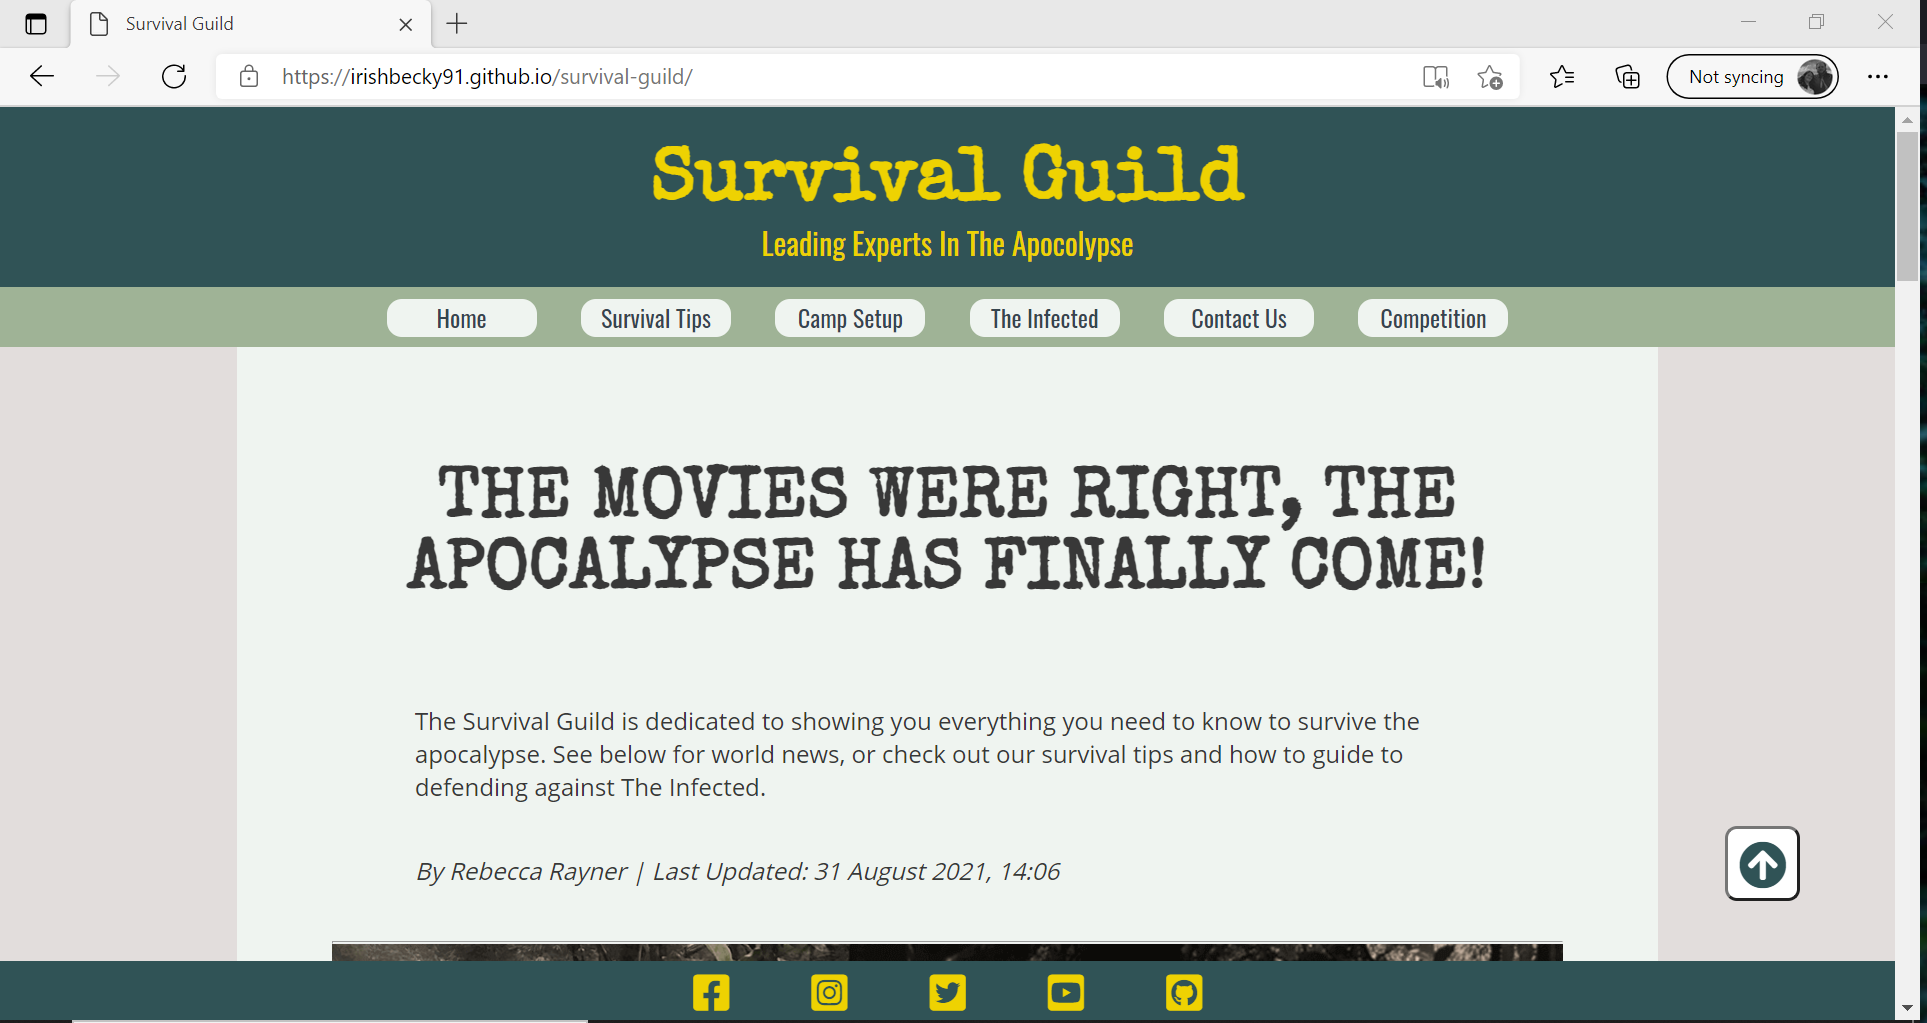 Survival Guild
https://irishbecky91.github.io/survival-guild/
Not syncing
Survival Guild
Leading Experts In The Apocolypse
Home
Survival Tips
Camp Setup
The Infected
Contact Us
Competition
THE MOVIES WERE RIGHT, THE
APOCALYPSE HAS FINALLY COME!
The Survival Guild is dedicated to showing you everything you need to know to survive the
apocalypse. See below for world news, or check out our survival tips and how to guide to
defending against The Infected.
By Rebecca Rayner | Last Updated: 31 August 2021, 14:06